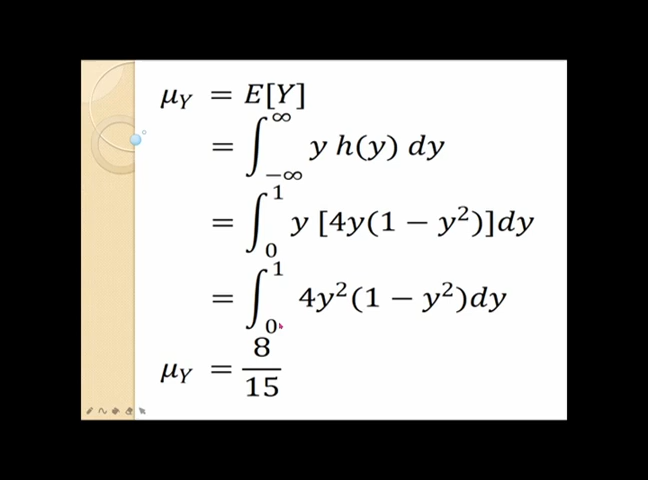 μ_Y = E[Y]
= ∫_{-∞}^{∞} y h(y) dy
= ∫_0^1 y [4y(1 − y²)]dy
= ∫_0^1 4y²(1 − y²)dy
μ_Y = 8/15